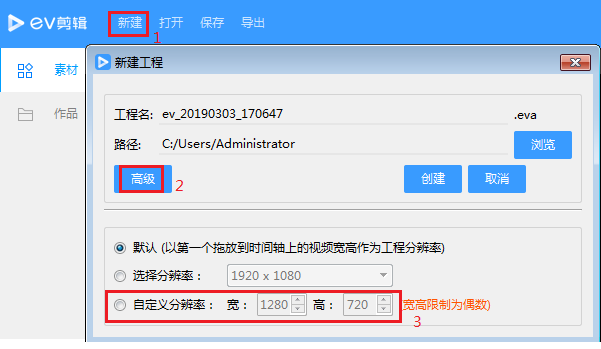 ev剪辑 新建 打开 保存 导出
1
素材
新建工程
作品
工程名: ev_20190303_170647 .eva
路径: C:/Users/Administrator 浏览
高级 2 创建 取消
默认 (以第一个拖放到时间轴上的视频宽高作为工程分辨率)
选择分辨率： 1920 x 1080
自定义分辨率： 宽： 1280 高： 720 (宽高限制为偶数)
3